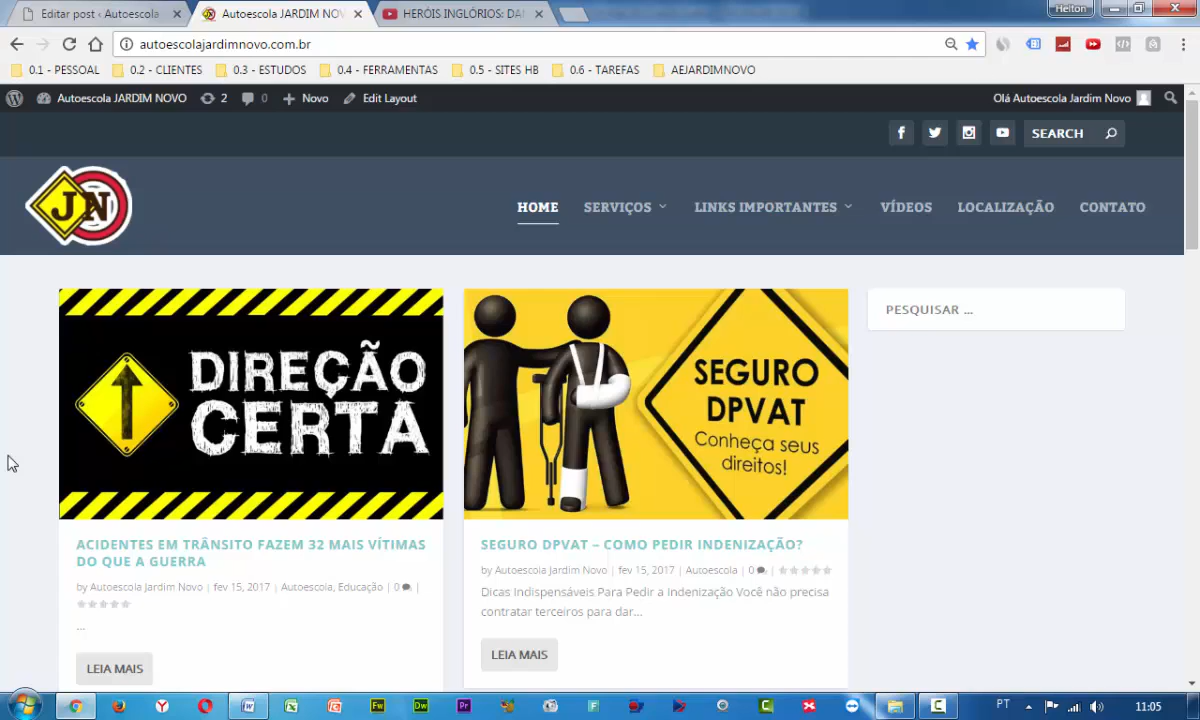 Editar post ‹ Autoescola
Autoescola JARDIM NOV
HERÓIS INGLÓRIOS: DA
Helton
autoescolajardimnovo.com.br
0.1 - PESSOAL
0.2 - CLIENTES
0.3 - ESTUDOS
0.4 - FERRAMENTAS
0.5 - SITES HB
0.6 - TAREFAS
AEJARDIMNOVO
Autoescola JARDIM NOVO
2
0
Novo
Edit Layout
Olá Autoescola Jardim Novo
SEARCH
JN
HOME
SERVIÇOS
LINKS IMPORTANTES
VÍDEOS
LOCALIZAÇÃO
CONTATO
DIREÇÃO
CERTA
SEGURO
DPVAT
Conheça seus
direitos!
PESQUISAR ...
ACIDENTES EM TRÂNSITO FAZEM 32 MAIS VÍTIMAS
DO QUE A GUERRA
by Autoescola Jardim Novo | fev 15, 2017 | Autoescola, Educação | 0 |
...
LEIA MAIS
SEGURO DPVAT – COMO PEDIR INDENIZAÇÃO?
by Autoescola Jardim Novo | fev 15, 2017 | Autoescola | 0 |
Dicas Indispensáveis Para Pedir a Indenização Você não precisa
contratar terceiros para dar...
LEIA MAIS
Fw
Dw
Pr
PT
11:05